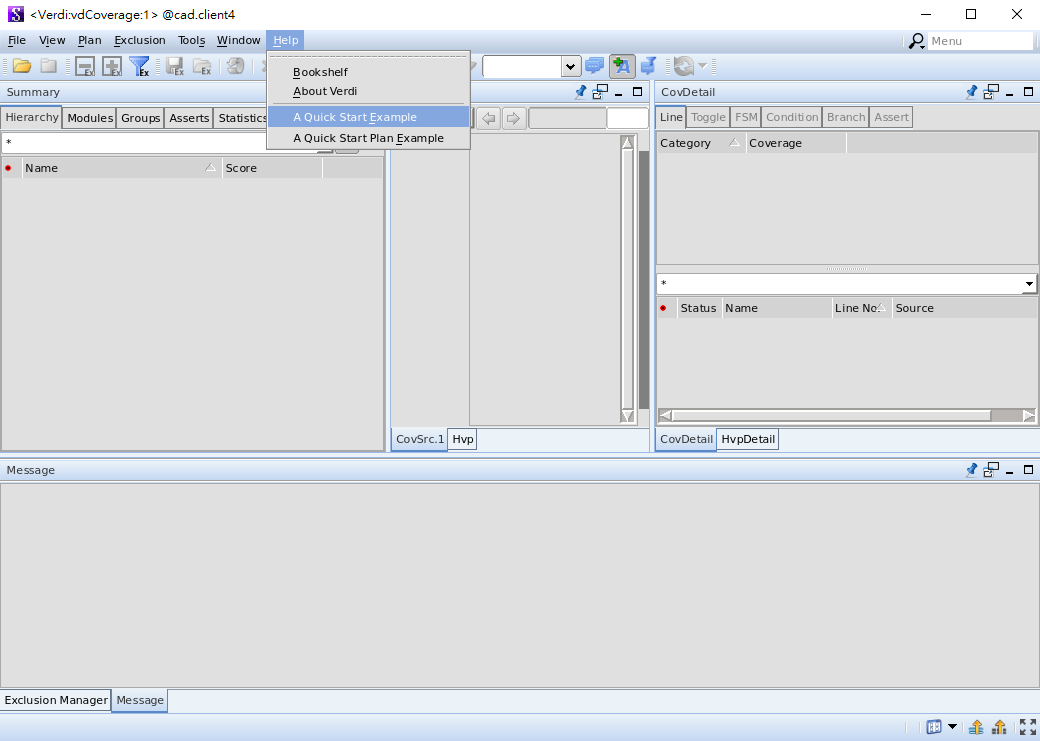 <Verdi:vdCoverage:1> @cad.client4
File View Plan Exclusion Tools Window Help
Menu
Bookshelf
About Verdi
A Quick Start Example
A Quick Start Plan Example
Summary
Hierarchy Modules Groups Asserts Statistics
*
Name Score
CovSrc.1 Hvp
CovDetail
Line Toggle FSM Condition Branch Assert
Category Coverage
*
Status Name Line No. Source
CovDetail HvpDetail
Message
Exclusion Manager Message